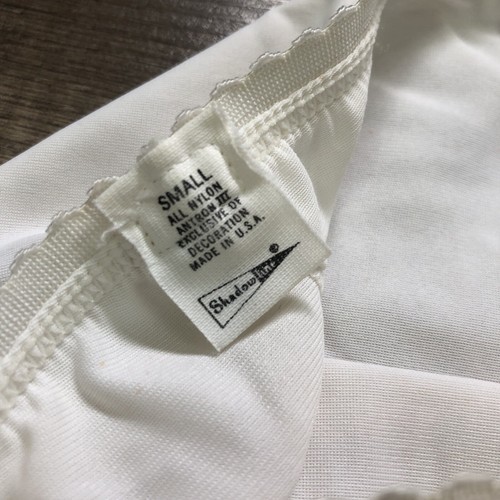 SMALL
ALL NYLON
ANTRON III
EXCLUSIVE OF
DECORATION
MADE IN U.S.A.
Shadowline®